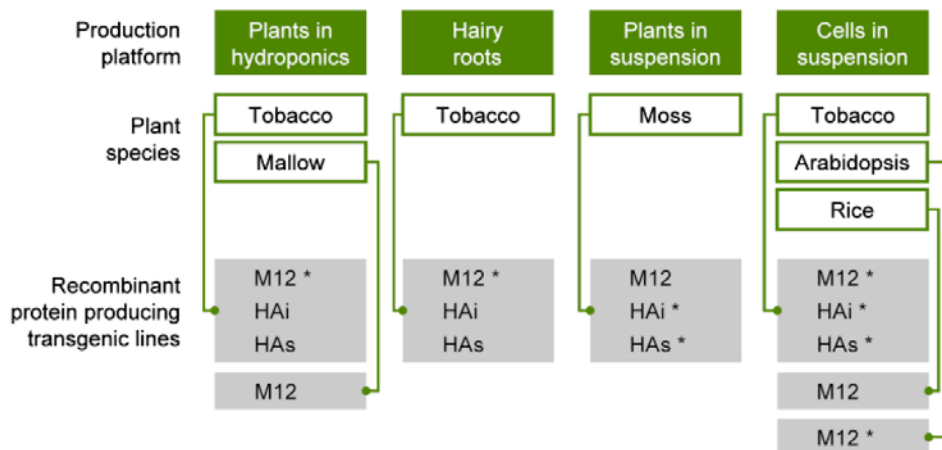 Production platform
Plants in hydroponics
Hairy roots
Plants in suspension
Cells in suspension
Plant species
Tobacco
Mallow
Tobacco
Moss
Tobacco
Arabidopsis
Rice
Recombinant protein producing transgenic lines
M12 *
HAi
HAs
M12
M12 *
HAi
HAs
M12
HAi *
HAs *
M12 *
HAi *
HAs *
M12
M12 *